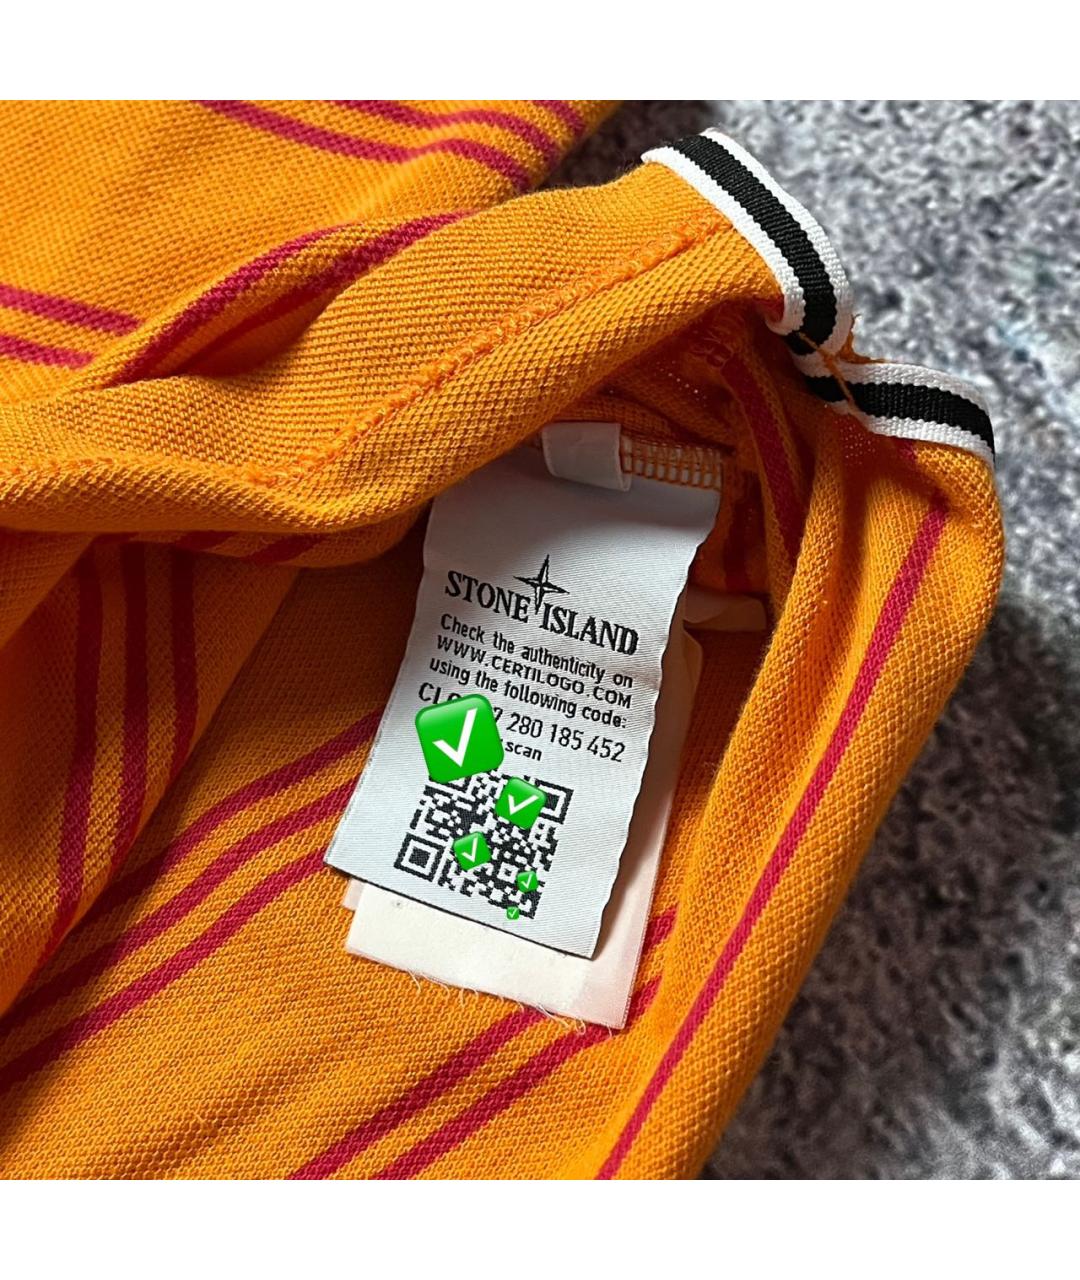 STONE ISLAND
Check the authenticity on
WWW.CERTILOGO.COM
using the following code:
280 185 452
scan